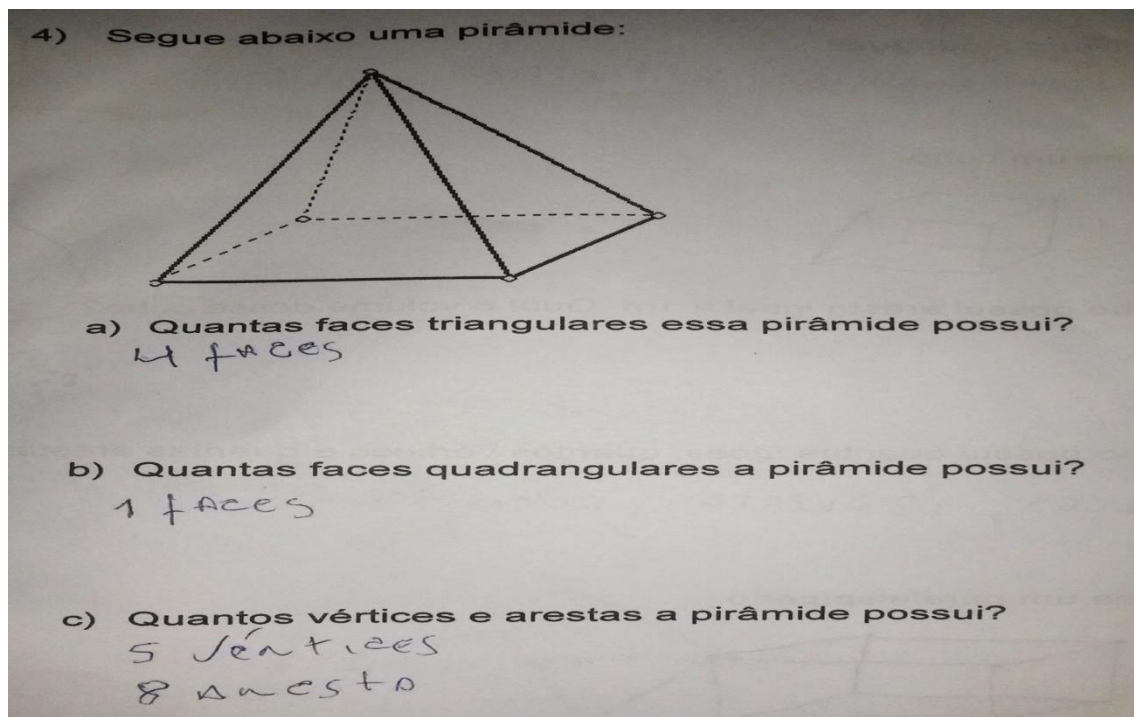 4) Segue abaixo uma pirâmide:
a) Quantas faces triangulares essa pirâmide possui?
4 faces
b) Quantas faces quadrangulares a pirâmide possui?
1 faces
c) Quantos vértices e arestas a pirâmide possui?
5 vértices
8 aresta